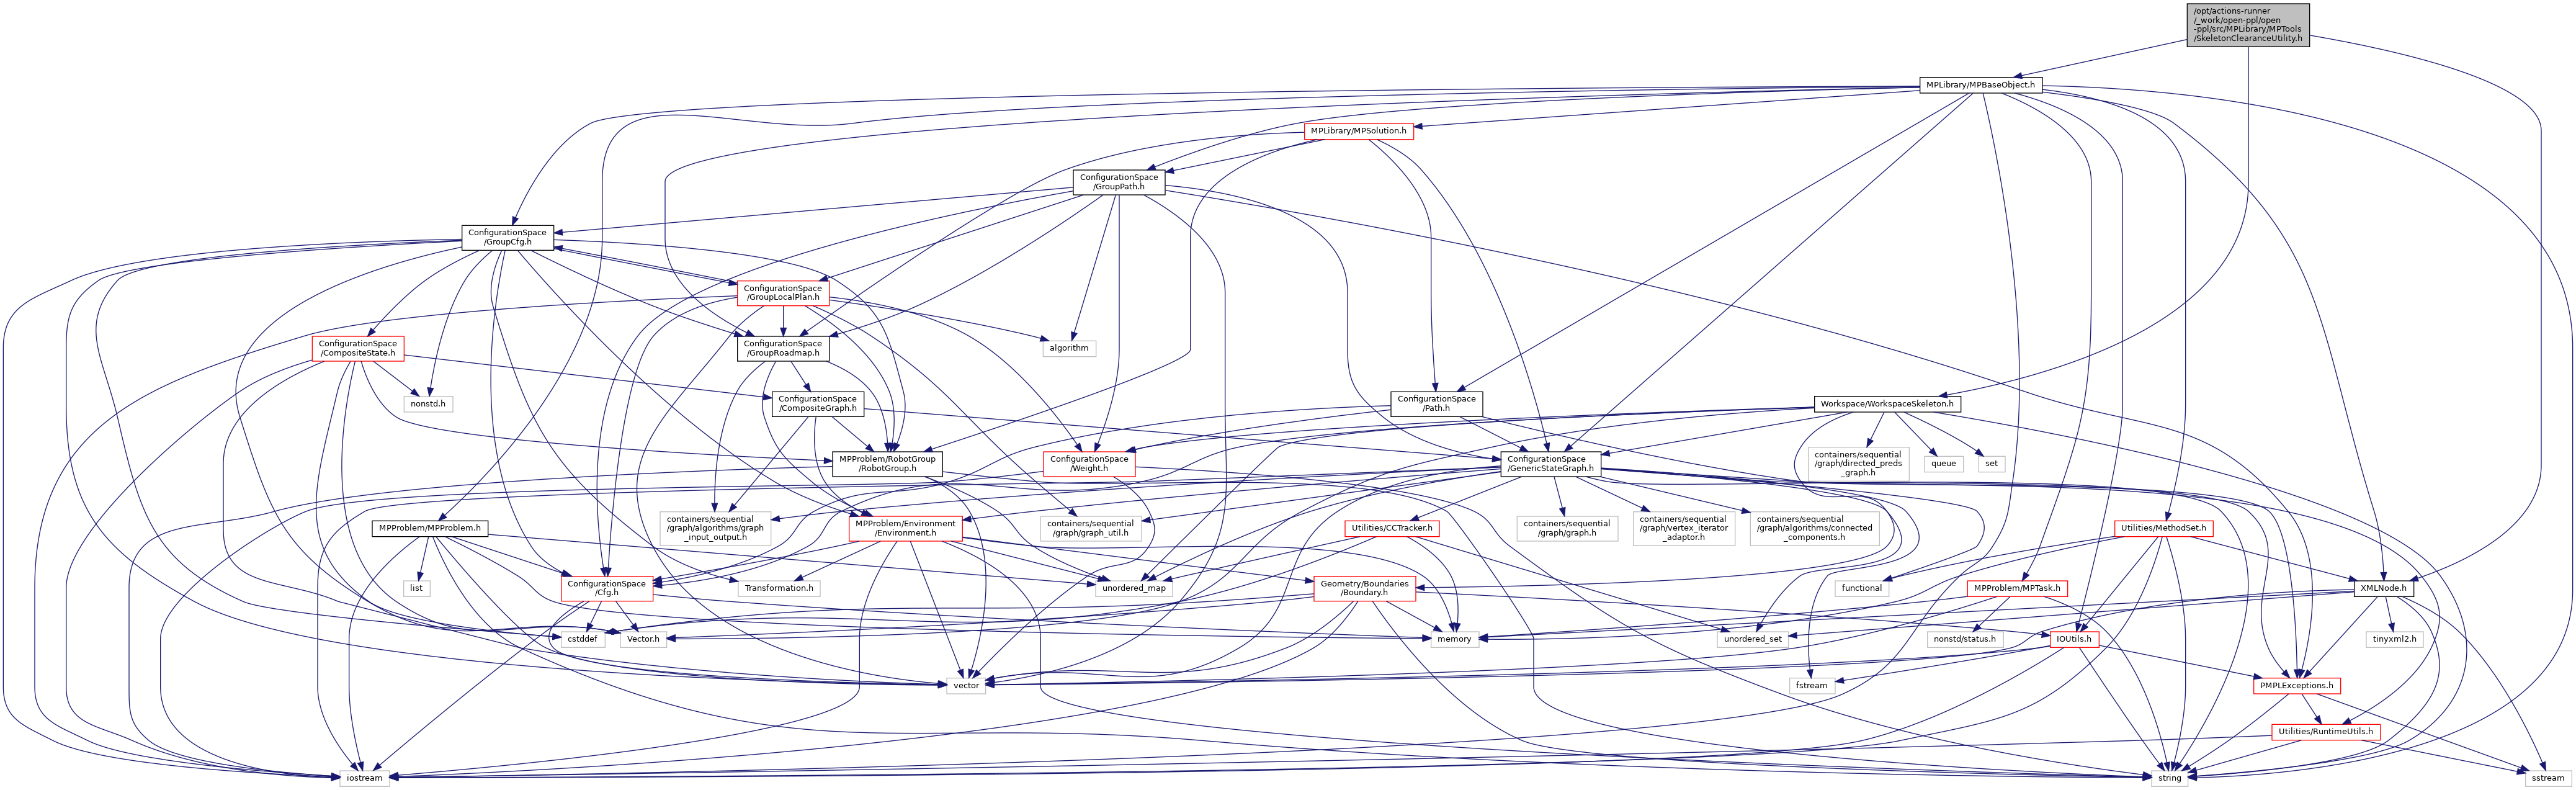 /opt/actions-runner
/_work/open-ppl/open
-ppl/src/MPLibrary/MPTools
/SkeletonClearanceUtility.h
MPLibrary/MPBaseObject.h
MPLibrary/MPSolution.h
ConfigurationSpace
/GroupPath.h
ConfigurationSpace
/GroupCfg.h
ConfigurationSpace
/GroupLocalPlan.h
ConfigurationSpace
/CompositeState.h
ConfigurationSpace
/GroupRoadmap.h
algorithm
nonstd.h
ConfigurationSpace
/CompositeGraph.h
ConfigurationSpace
/Path.h
Workspace/WorkspaceSkeleton.h
MPProblem/RobotGroup
/RobotGroup.h
ConfigurationSpace
/Weight.h
ConfigurationSpace
/GenericStateGraph.h
containers/sequential
/graph/directed_preds
_graph.h
queue
set
MPProblem/MPProblem.h
containers/sequential
/graph/algorithms/graph
_input_output.h
MPProblem/Environment
/Environment.h
containers/sequential
/graph/graph_util.h
Utilities/CCTracker.h
containers/sequential
/graph/graph.h
containers/sequential
/graph/vertex_iterator
_adaptor.h
containers/sequential
/graph/algorithms/connected
_components.h
Utilities/MethodSet.h
list
ConfigurationSpace
/Cfg.h
Transformation.h
unordered_map
Geometry/Boundaries
/Boundary.h
functional
MPProblem/MPTask.h
XMLNode.h
cstddef
Vector.h
memory
unordered_set
nonstd/status.h
IOUtils.h
tinyxml2.h
vector
fstream
PMPLExceptions.h
Utilities/RuntimeUtils.h
iostream
string
sstream